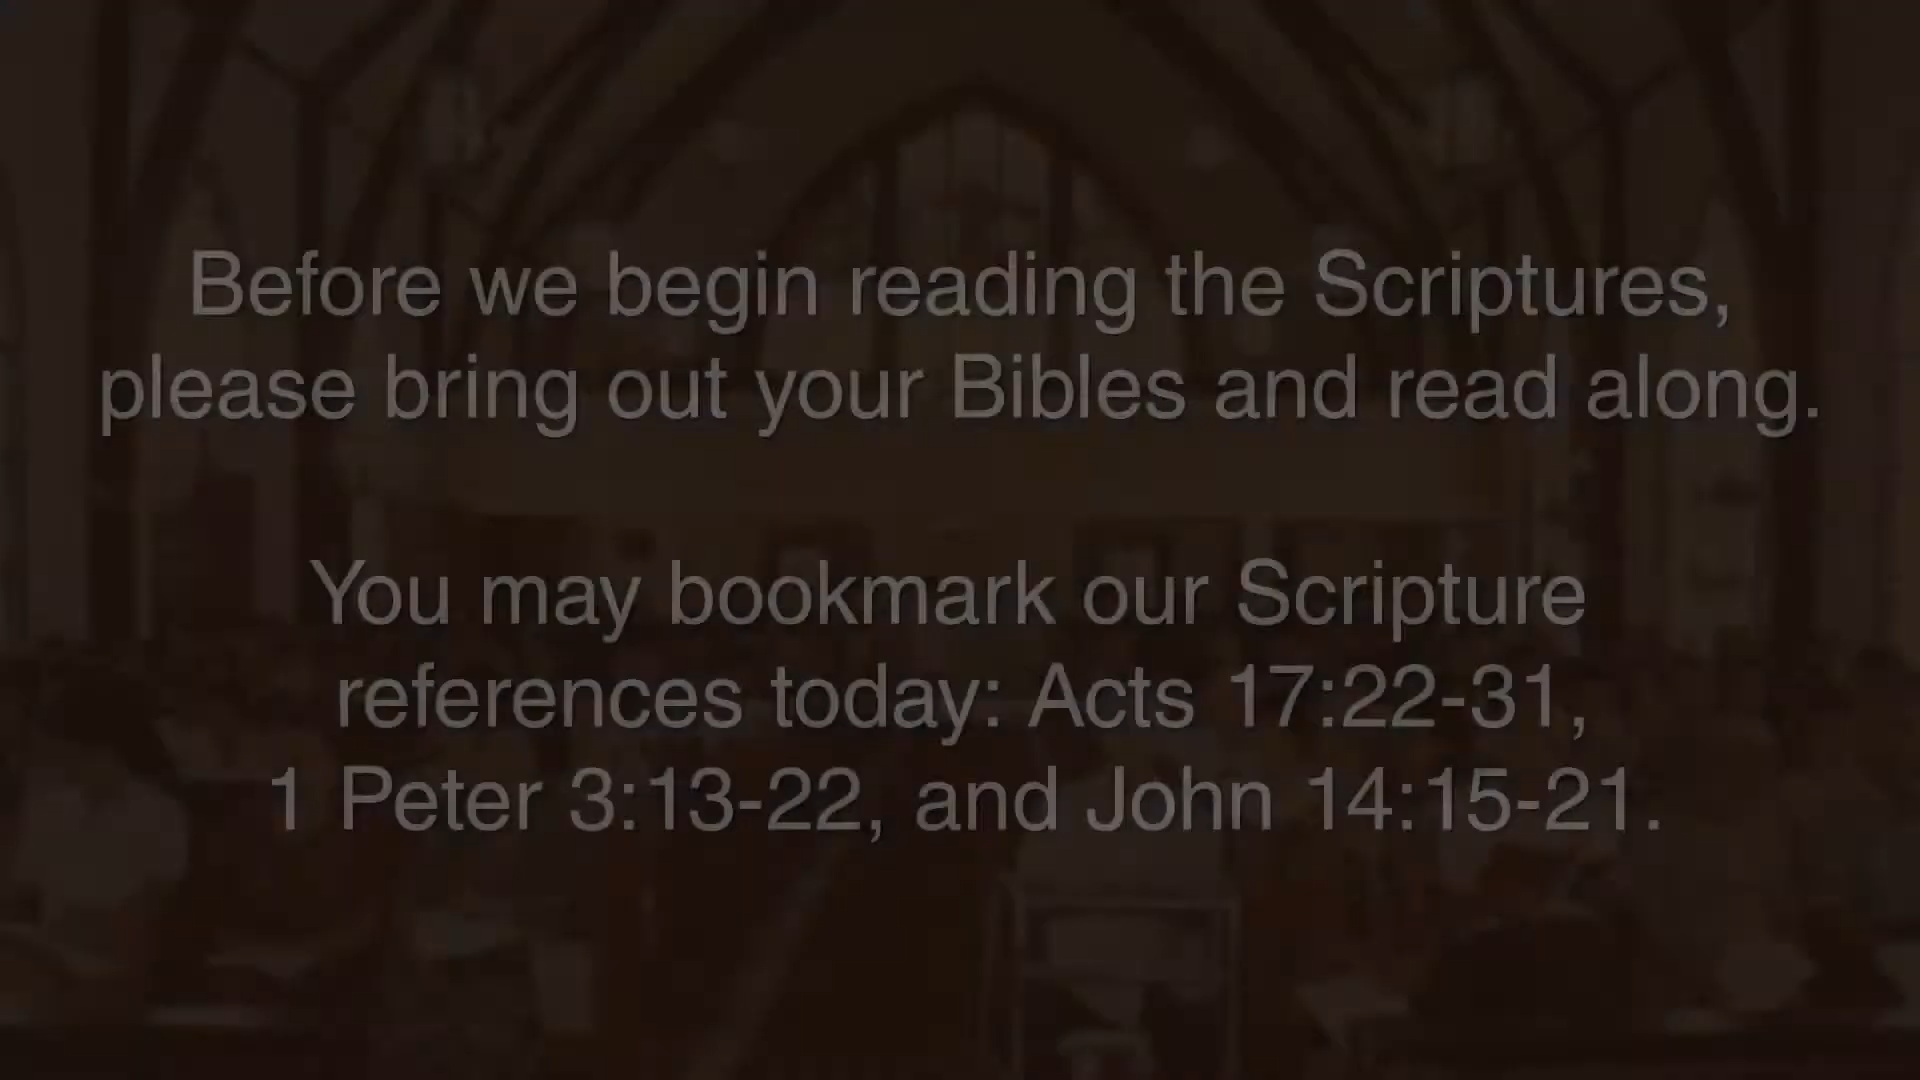 Before we begin reading the Scriptures,
please bring out your Bibles and read along.
You may bookmark our Scripture
references today: Acts 17:22-31,
1 Peter 3:13-22, and John 14:15-21.